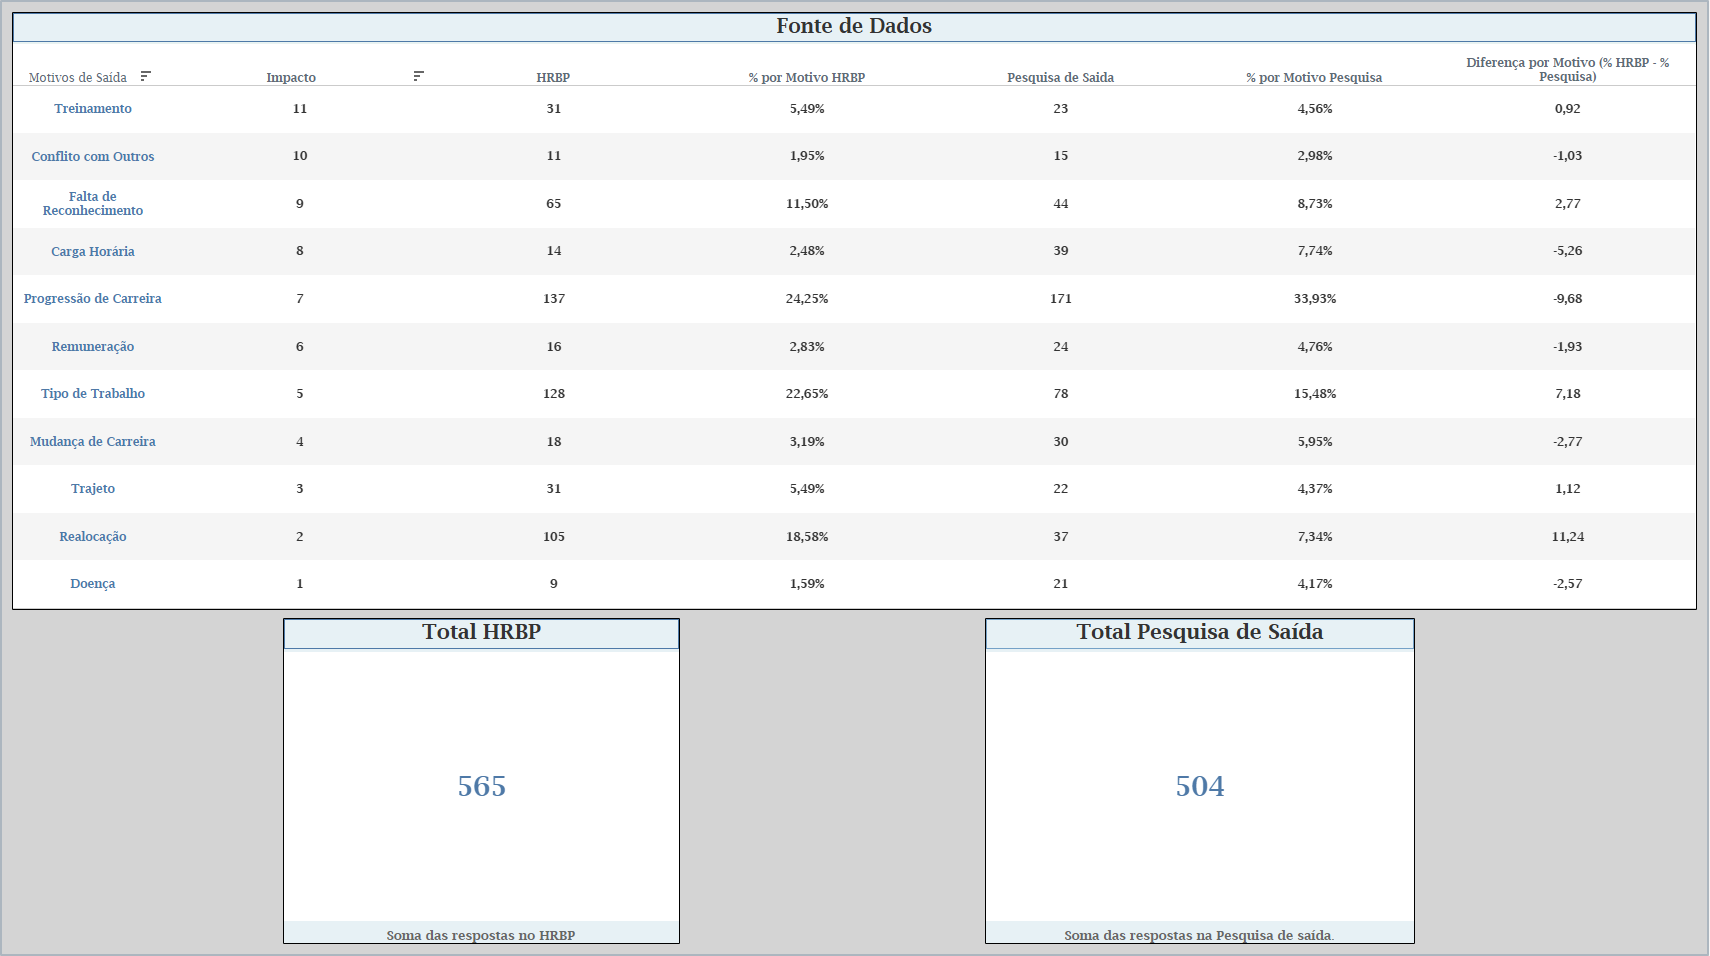 Fonte de Dados
Motivos de Saída Impacto HRBP % por Motivo HRBP Pesquisa de Saida % por Motivo Pesquisa Diferença por Motivo (% HRBP - %
Pesquisa)
Treinamento 11 31 5,49% 23 4,56% 0,92
Conflito com Outros 10 11 1,95% 15 2,98% -1,03
Falta de
Reconhecimento 9 65 11,50% 44 8,73% 2,77
Carga Horária 8 14 2,48% 39 7,74% -5,26
Progressão de Carreira 7 137 24,25% 171 33,93% -9,68
Remuneração 6 16 2,83% 24 4,76% -1,93
Tipo de Trabalho 5 128 22,65% 78 15,48% 7,18
Mudança de Carreira 4 18 3,19% 30 5,95% -2,77
Trajeto 3 31 5,49% 22 4,37% 1,12
Realocação 2 105 18,58% 37 7,34% 11,24
Doença 1 9 1,59% 21 4,17% -2,57
Total HRBP
565
Soma das respostas no HRBP
Total Pesquisa de Saída
504
Soma das respostas na Pesquisa de saída.